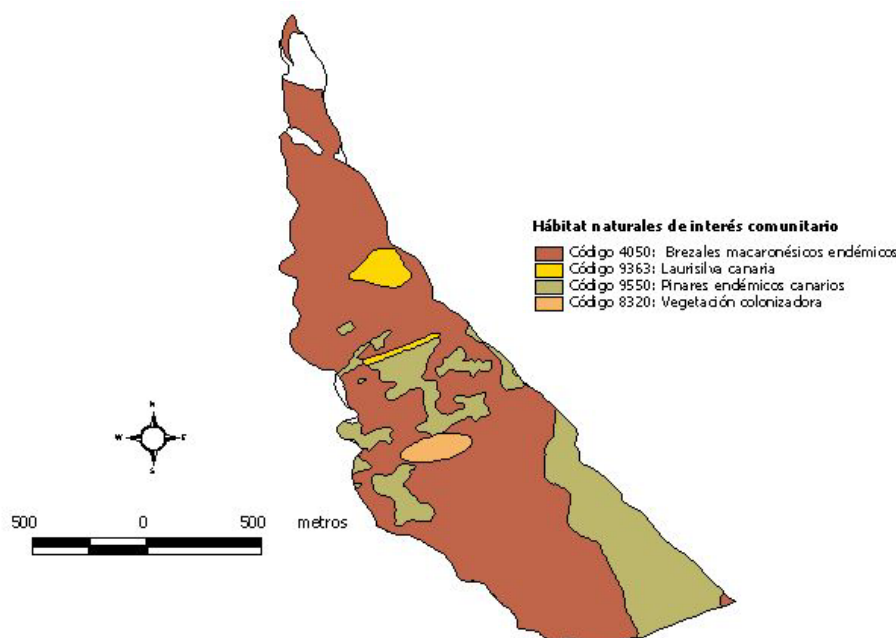 Hábitat naturales de interés comunitario
Código 4050: Brezales macaronésicos endémicos
Código 9363: Laurisilva canaria
Código 9550: Pinares endémicos canarios
Código 8320: Vegetación colonizadora
N
W E
S
500 0 500 metros